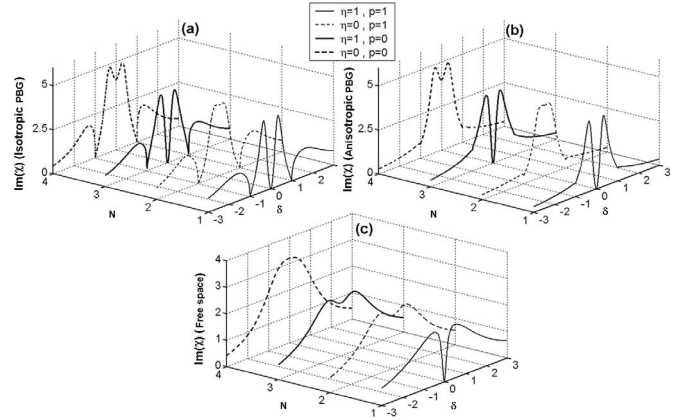 (a)
η=1 , p=1
η=0 , p=1
η=1 , p=0
η=0 , p=0
(b)
Im(χ) (Isotropic PBG)
5
2.5
0
4
3
2
1
N
-3
-2
-1
0
1
2
δ
Im(χ) (Anisotropic PBG)
5
2.5
0
4
3
2
1
N
-3
-2
-1
0
1
2
3
δ
(c)
Im(χ) ( Free space)
4
3
2
1
0
4
3
2
1
N
-3
-2
-1
0
1
2
3
δ